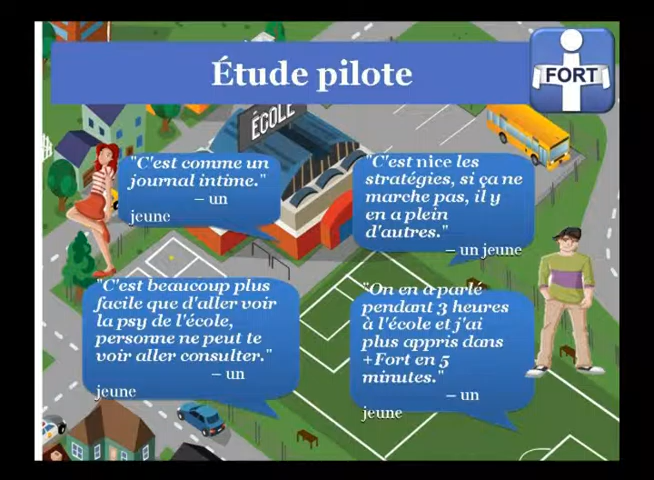 Étude pilote
FORT
ÉCOLE
"C'est comme un
journal intime."
– un
jeune
"C'est nice les
stratégies, si ça ne
marche pas, il y
en a plein
d'autres."
– un jeune
"C'est beaucoup plus
facile que d'aller voir
la psy de l'école,
personne ne peut te
voir aller consulter."
– un
jeune
"On en a parlé
pendant 3 heures
à l'école et j'ai
plus appris dans
+Fort en 5
minutes."
– un
jeune